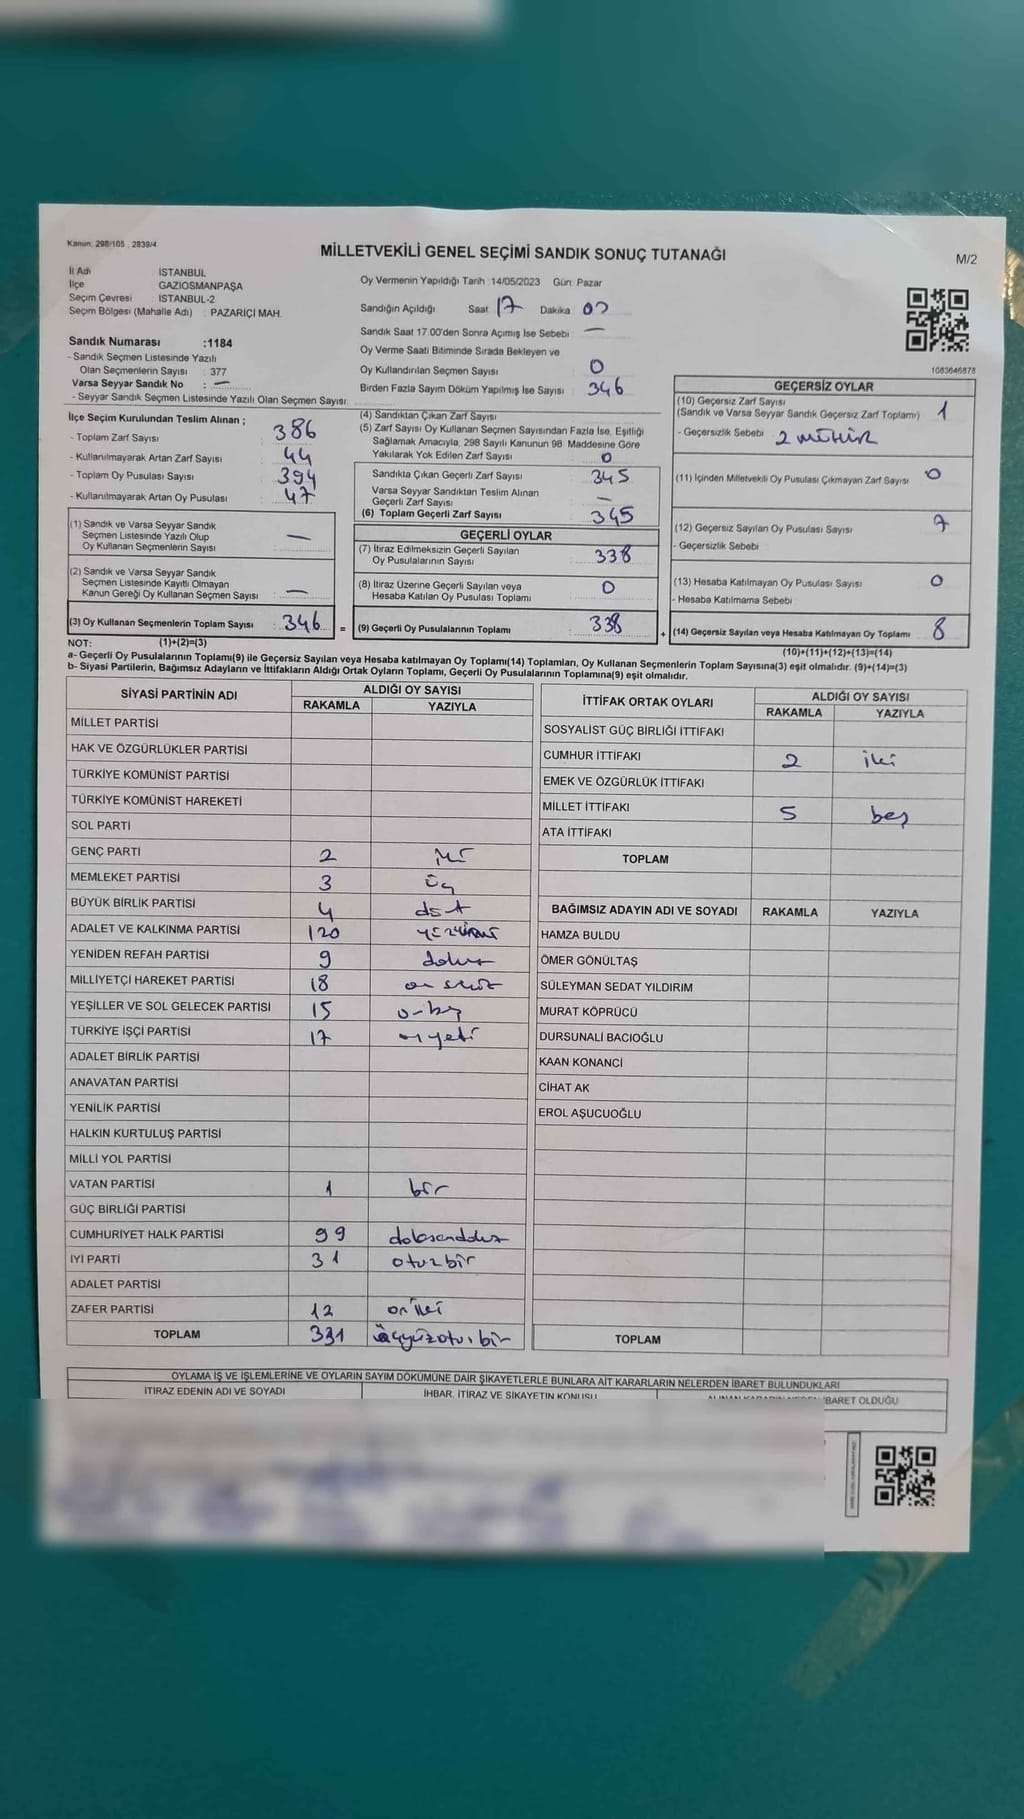 Kanun: 298/105 , 2839/4
MİLLETVEKİLİ GENEL SEÇİMİ SANDIK SONUÇ TUTANAĞI
M/2
İl Adı İSTANBUL
İlçe GAZİOSMANPAŞA
Seçim Çevresi İSTANBUL-2
Seçim Bölgesi (Mahalle Adı) : PAZARİÇİ MAH.
Sandık Numarası :1184
- Sandık Seçmen Listesinde Yazılı
Olan Seçmenlerin Sayısı : 377
Varsa Seyyar Sandık No : —
- Seyyar Sandık Seçmen Listesinde Yazılı Olan Seçmen Sayısı:
Oy Vermenin Yapıldığı Tarih :14/05/2023 Gün: Pazar
Sandığın Açıldığı Saat 17 Dakika 00
Sandık Saat 17.00'den Sonra Açımış İse Sebebi : —
Oy Verme Saati Bitiminde Sırada Bekleyen ve
Oy Kullandırılan Seçmen Sayısı : 0
Birden Fazla Sayım Döküm Yapılmış İse Sayısı : 346
1083646878
İlçe Seçim Kurulundan Teslim Alınan ;
- Toplam Zarf Sayısı : 386
- Kullanılmayarak Artan Zarf Sayısı : 44
- Toplam Oy Pusulası Sayısı : 394
- Kullanılmayarak Artan Oy Pusulası : 47
(1) Sandık ve Varsa Seyyar Sandık
Seçmen Listesinde Yazılı Olup
Oy Kullanan Seçmenlerin Sayısı : —
(2) Sandık ve Varsa Seyyar Sandık
Seçmen Listesinde Kayıtlı Olmayan
Kanun Gereği Oy Kullanan Seçmen Sayısı : —
(3) Oy Kullanan Seçmenlerin Toplam Sayısı : 346 =
(4) Sandıktan Çıkan Zarf Sayısı :
(5) Zarf Sayısı Oy Kullanan Seçmen Sayısından Fazla İse, Eşitliği
Sağlamak Amacıyla, 298 Sayılı Kanunun 98. Maddesine Göre
Yakılarak Yok Edilen Zarf Sayısı : 0
Sandıkta Çıkan Geçerli Zarf Sayısı : 345
Varsa Seyyar Sandıktan Teslim Alınan
Geçerli Zarf Sayısı : —
(6) Toplam Geçerli Zarf Sayısı : 345
GEÇERLİ OYLAR
(7) İtiraz Edilmeksizin Geçerli Sayılan
Oy Pusulalarının Sayısı : 338
(8) İtiraz Üzerine Geçerli Sayılan veya
Hesaba Katılan Oy Pusulası Toplamı : 0
(9) Geçerli Oy Pusulalarının Toplamı : 338 +
GEÇERSİZ OYLAR
(10) Geçersiz Zarf Sayısı
(Sandık ve Varsa Seyyar Sandık Geçersiz Zarf Toplamı) 1
- Geçersizlik Sebebi : 2 MÜHÜR
(11) İçinden Milletvekili Oy Pusulası Çıkmayan Zarf Sayısı : 0
(12) Geçersiz Sayılan Oy Pusulası Sayısı : 7
- Geçersizlik Sebebi :
(13) Hesaba Katılmayan Oy Pusulası Sayısı : 0
- Hesaba Katılmama Sebebi :
(14) Geçersiz Sayılan veya Hesaba Katılmayan Oy Toplamı : 8
NOT: (1)+(2)=(3)
(10)+(11)+(12)+(13)=(14)
a- Geçerli Oy Pusulalarının Toplamı(9) ile Geçersiz Sayılan veya Hesaba katılmayan Oy Toplamı(14) Toplamları, Oy Kullanan Seçmenlerin Toplam Sayısına(3) eşit olmalıdır. (9)+(14)=(3)
b- Siyasi Partilerin, Bağımsız Adayların ve İttifakların Aldığı Ortak Oyların Toplamı, Geçerli Oy Pusulalarının Toplamına(9) eşit olmalıdır.
SİYASİ PARTİNİN ADI ALDIĞI OY SAYISI
RAKAMLA YAZIYLA
MİLLET PARTİSİ
HAK VE ÖZGÜRLÜKLER PARTİSİ
TÜRKİYE KOMÜNİST PARTİSİ
TÜRKİYE KOMÜNİST HAREKETİ
SOL PARTİ
GENÇ PARTİ 2 iki
MEMLEKET PARTİSİ 3 üç
BÜYÜK BİRLİK PARTİSİ 4 dört
ADALET VE KALKINMA PARTİSİ 120
YENİDEN REFAH PARTİSİ 9 dokuz
MİLLİYETÇİ HAREKET PARTİSİ 18 on sekiz
YEŞİLLER VE SOL GELECEK PARTİSİ 15 onbeş
TÜRKİYE İŞÇİ PARTİSİ 17 onyedi
ADALET BİRLİK PARTİSİ
ANAVATAN PARTİSİ
YENİLİK PARTİSİ
HALKIN KURTULUŞ PARTİSİ
MİLLİ YOL PARTİSİ
VATAN PARTİSİ 1 bir
GÜÇ BİRLİĞİ PARTİSİ
CUMHURİYET HALK PARTİSİ 99 doksandokuz
İYİ PARTİ 31 otuzbir
ADALET PARTİSİ
ZAFER PARTİSİ 12 oniki
TOPLAM 331 üçyüzotuzbir
İTTİFAK ORTAK OYLARI ALDIĞI OY SAYISI
RAKAMLA YAZIYLA
SOSYALİST GÜÇ BİRLİĞİ İTTİFAKI
CUMHUR İTTİFAKI 2 iki
EMEK VE ÖZGÜRLÜK İTTİFAKI
MİLLET İTTİFAKI 5 beş
ATA İTTİFAKI
TOPLAM
BAĞIMSIZ ADAYIN ADI VE SOYADI RAKAMLA YAZIYLA
HAMZA BULDU
ÖMER GÖNÜLTAŞ
SÜLEYMAN SEDAT YILDIRIM
MURAT KÖPRÜCÜ
DURSUNALİ BACIOĞLU
KAAN KONANCİ
CİHAT AK
EROL AŞUCUOĞLU
TOPLAM
OYLAMA İŞ VE İŞLEMLERİNE VE OYLARIN SAYIM DÖKÜMÜNE DAİR ŞİKAYETLERLE BUNLARA AİT KARARLARIN NELERDEN İBARET BULUNDUKLARI
İTİRAZ EDENİN ADI VE SOYADI İHBAR, İTİRAZ VE ŞİKAYETİN KONUSU ALINAN KARARIN NEDEN İBARET OLDUĞU